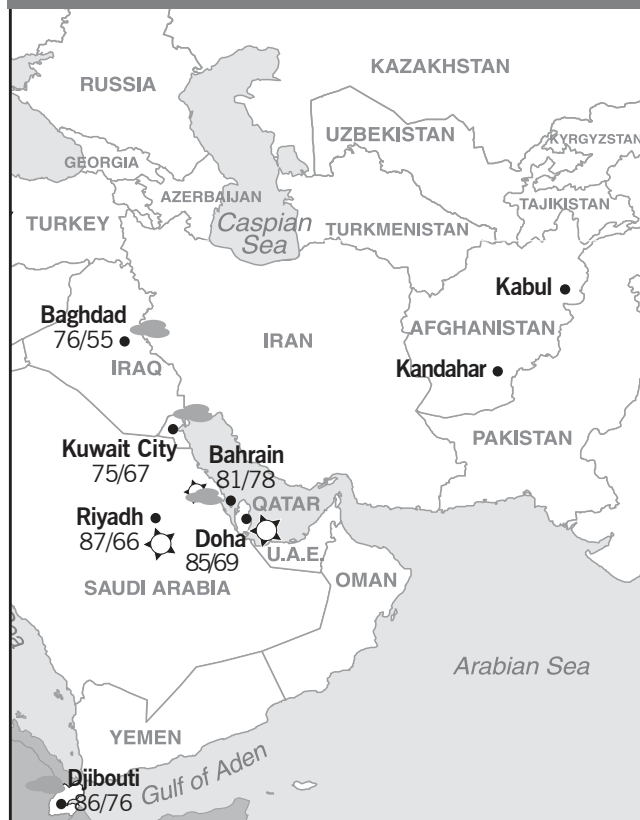 RUSSIA
KAZAKHSTAN
UZBEKISTAN
KYRGYZSTAN
GEORGIA
AZERBAIJAN
TAJIKISTAN
TURKEY
Caspian
Sea
TURKMENISTAN
Kabul
Baghdad
76/55
IRAQ
IRAN
AFGHANISTAN
Kandahar
PAKISTAN
Kuwait City
75/67
Bahrain
81/78
QATAR
Riyadh
87/66
Doha
85/69
U.A.E.
SAUDI ARABIA
OMAN
Arabian Sea
YEMEN
Gulf of Aden
Djibouti
86/76